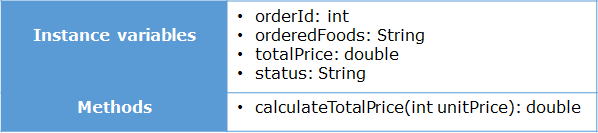 Instance variables
• orderId: int
• orderedFoods: String
• totalPrice: double
• status: String
Methods
• calculateTotalPrice(int unitPrice): double